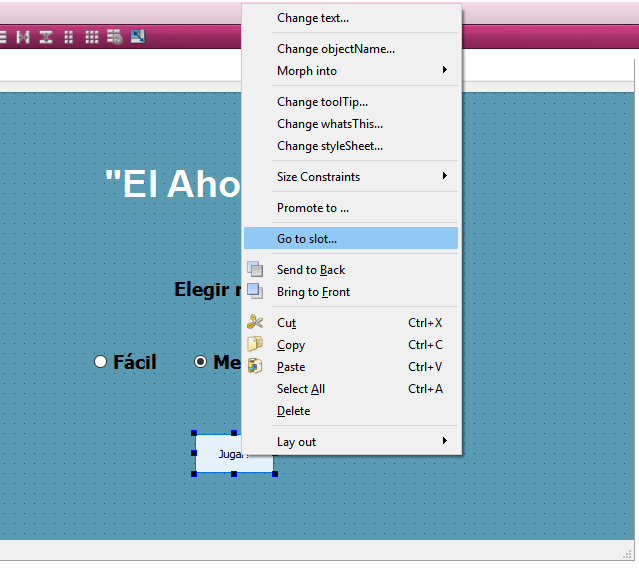 Change text...
Change objectName...
Morph into
Change toolTip...
Change whatsThis...
Change styleSheet...
"El Aho
Size Constraints
Promote to ...
Go to slot...
Send to Back
Elegir
Bring to Front
Cut Ctrl+X
Copy Ctrl+C
Fácil Me
Paste Ctrl+V
Select All Ctrl+A
Delete
Lay out
Jugar